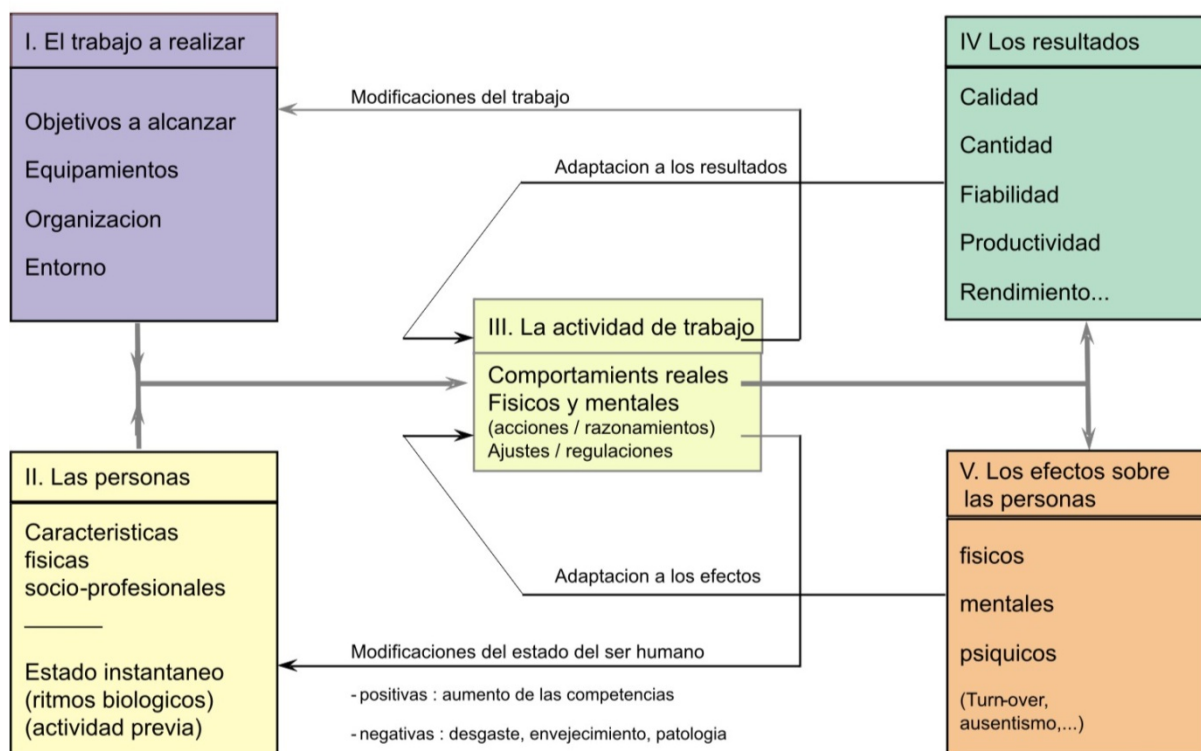 I. El trabajo a realizar
Objetivos a alcanzar
Equipamientos
Organizacion
Entorno
Modificaciones del trabajo
Adaptacion a los resultados
IV Los resultados
Calidad
Cantidad
Fiabilidad
Productividad
Rendimiento...
III. La actividad de trabajo
Comportamients reales
Fisicos y mentales
(acciones / razonamientos)
Ajustes / regulaciones
II. Las personas
Caracteristicas
fisicas
socio-profesionales
Estado instantaneo
(ritmos biologicos)
(actividad previa)
Adaptacion a los efectos
Modificaciones del estado del ser humano
- positivas : aumento de las competencias
- negativas : desgaste, envejecimiento, patologia
V. Los efectos sobre
las personas
fisicos
mentales
psiquicos
(Turn-over,
ausentismo,...)